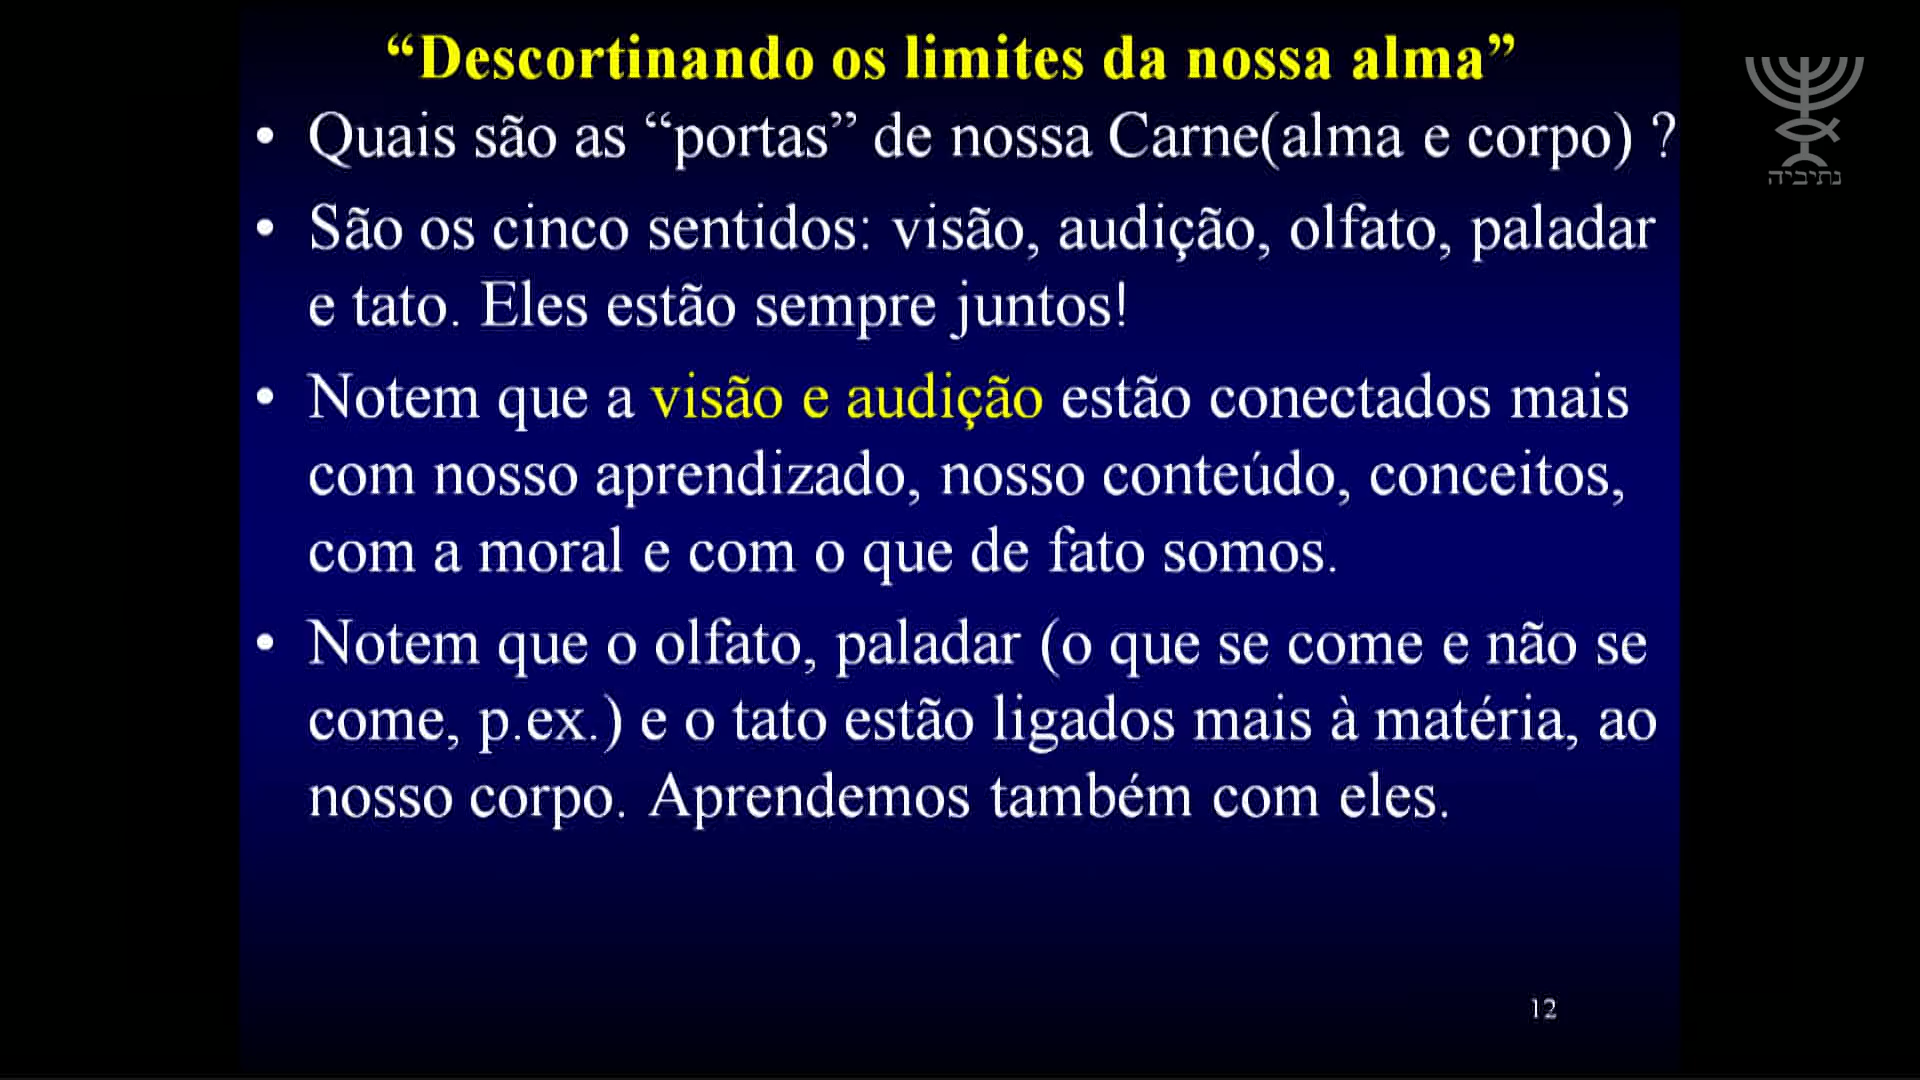 “Descortinando os limites da nossa alma”
• Quais são as “portas” de nossa Carne(alma e corpo) ?
• São os cinco sentidos: visão, audição, olfato, paladar
e tato. Eles estão sempre juntos!
• Notem que a visão e audição estão conectados mais
com nosso aprendizado, nosso conteúdo, conceitos,
com a moral e com o que de fato somos.
• Notem que o olfato, paladar (o que se come e não se
come, p.ex.) e o tato estão ligados mais à matéria, ao
nosso corpo. Aprendemos também com eles.
12
נתיביה